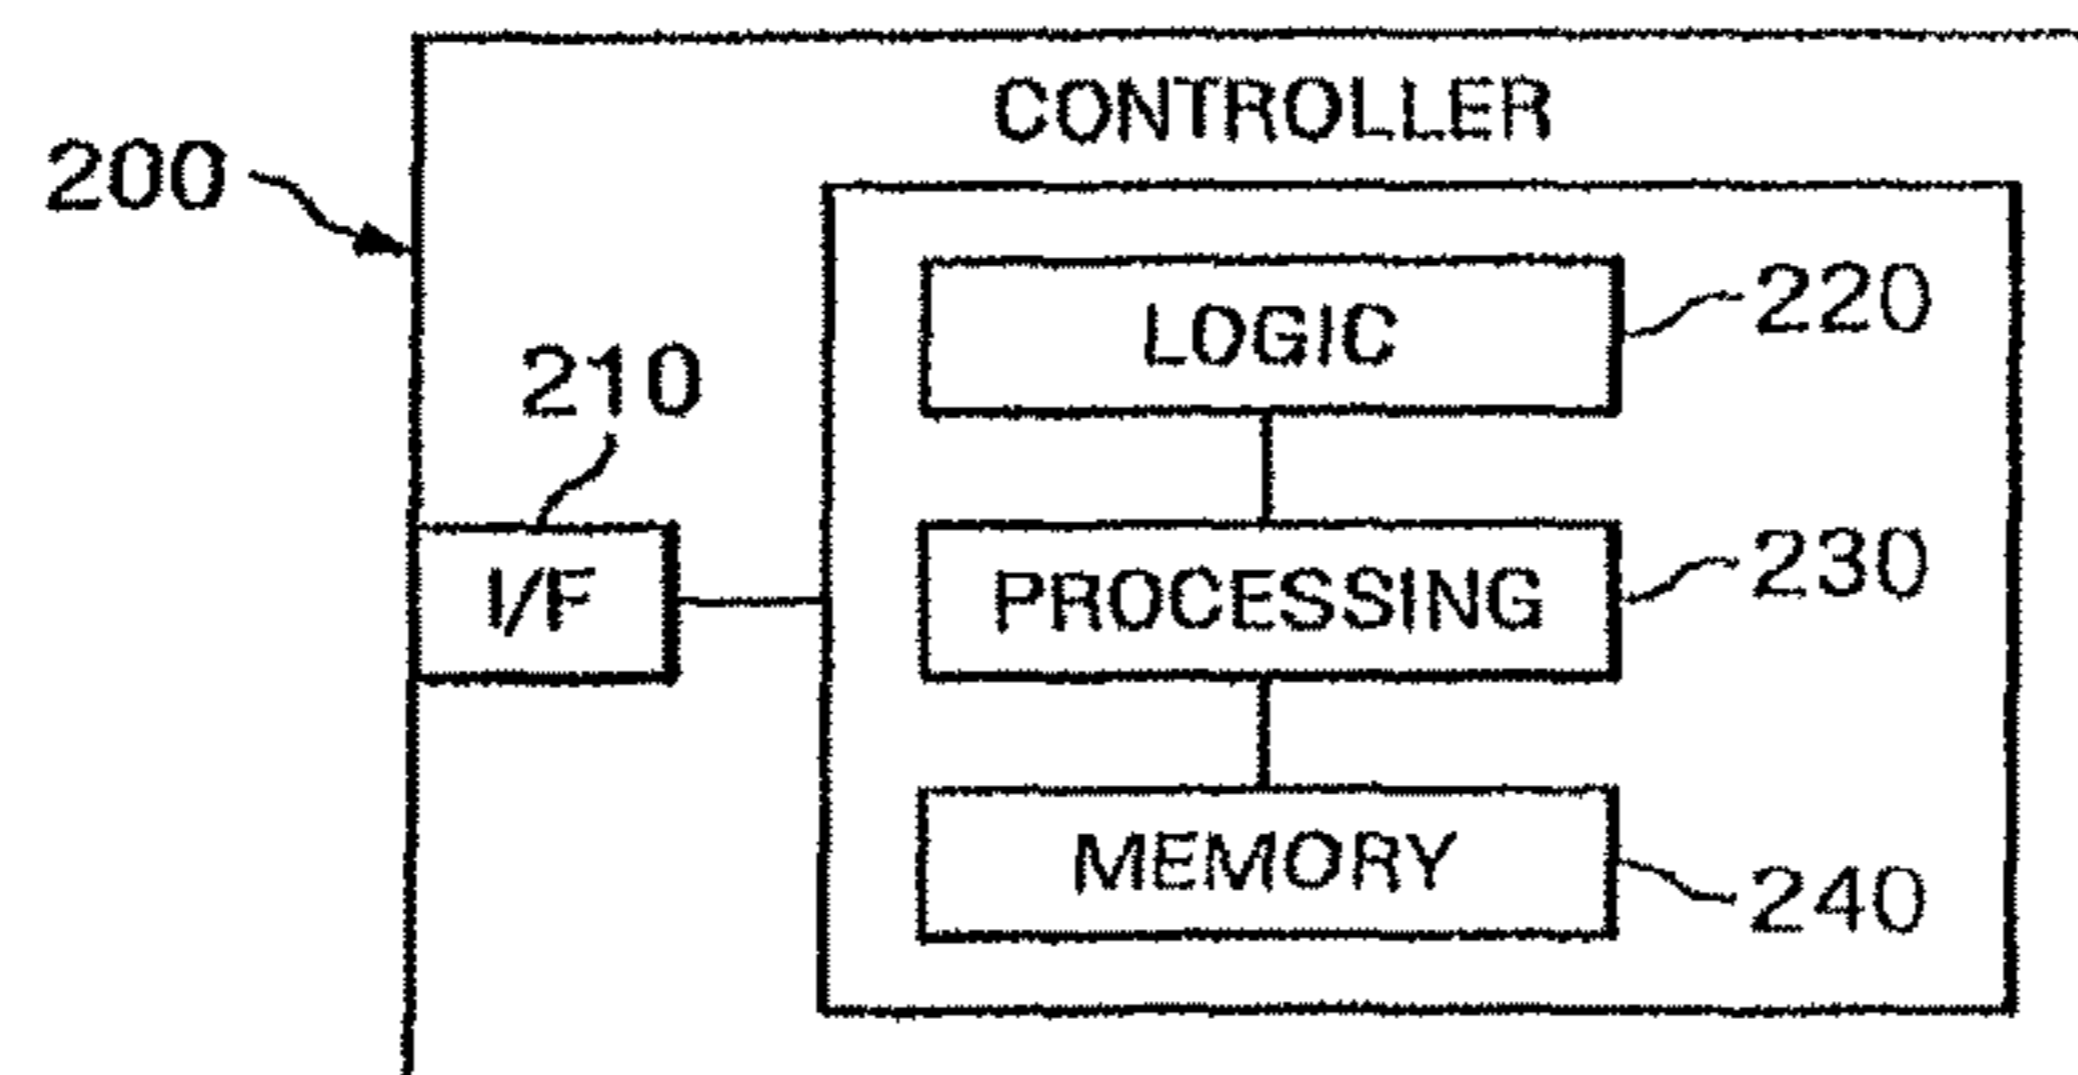 CONTROLLER
200
LOGIC
220
210
I/F
PROCESSING
230
MEMORY
240